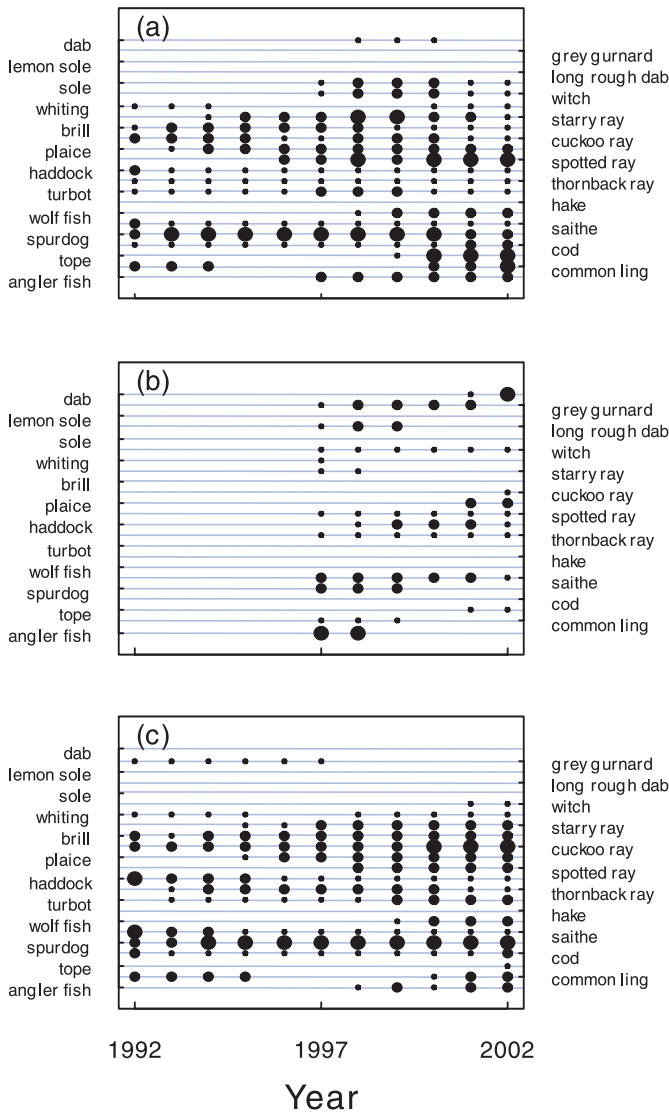 (a)
dab
grey gurnard
lemon sole
long rough dab
sole
witch
whiting
starry ray
brill
cuckoo ray
plaice
spotted ray
haddock
thornback ray
turbot
hake
wolf fish
saithe
spurdog
cod
tope
common ling
angler fish
(b)
dab
grey gurnard
lemon sole
long rough dab
sole
witch
whiting
starry ray
brill
cuckoo ray
plaice
spotted ray
haddock
thornback ray
turbot
hake
wolf fish
saithe
spurdog
cod
tope
common ling
angler fish
(c)
dab
grey gurnard
lemon sole
long rough dab
sole
witch
whiting
starry ray
brill
cuckoo ray
plaice
spotted ray
haddock
thornback ray
turbot
hake
wolf fish
saithe
spurdog
cod
tope
common ling
angler fish
1992 1997 2002
Year